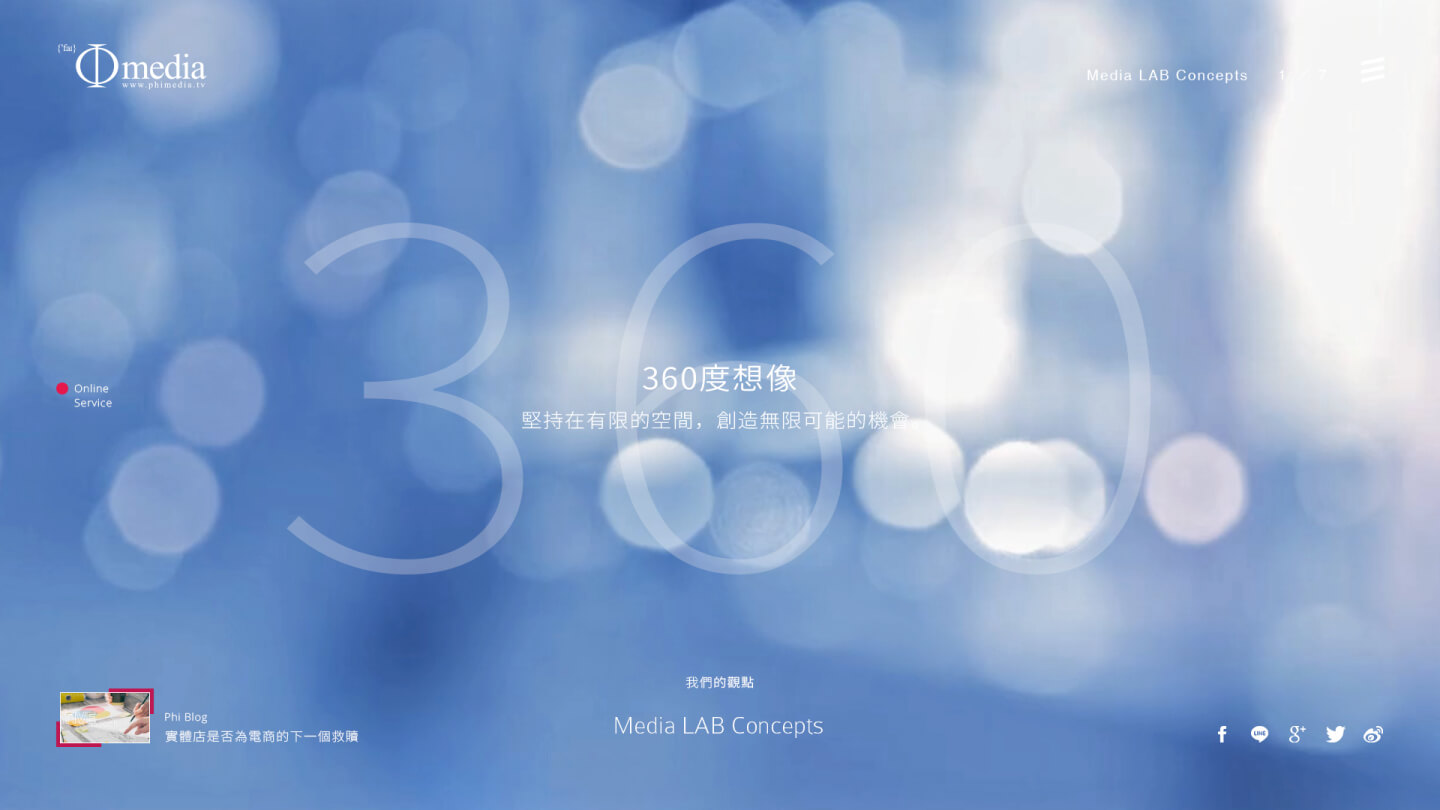 {'faɪ}
Φmedia
www.phimedia.tv
Media LAB Concepts
1 / 7
360
360度想像
堅持在有限的空間，創造無限可能的機會。
Online
Service
我們的觀點
Media LAB Concepts
Phi Blog
實體店是否為電商的下一個救贖
LINE
g+